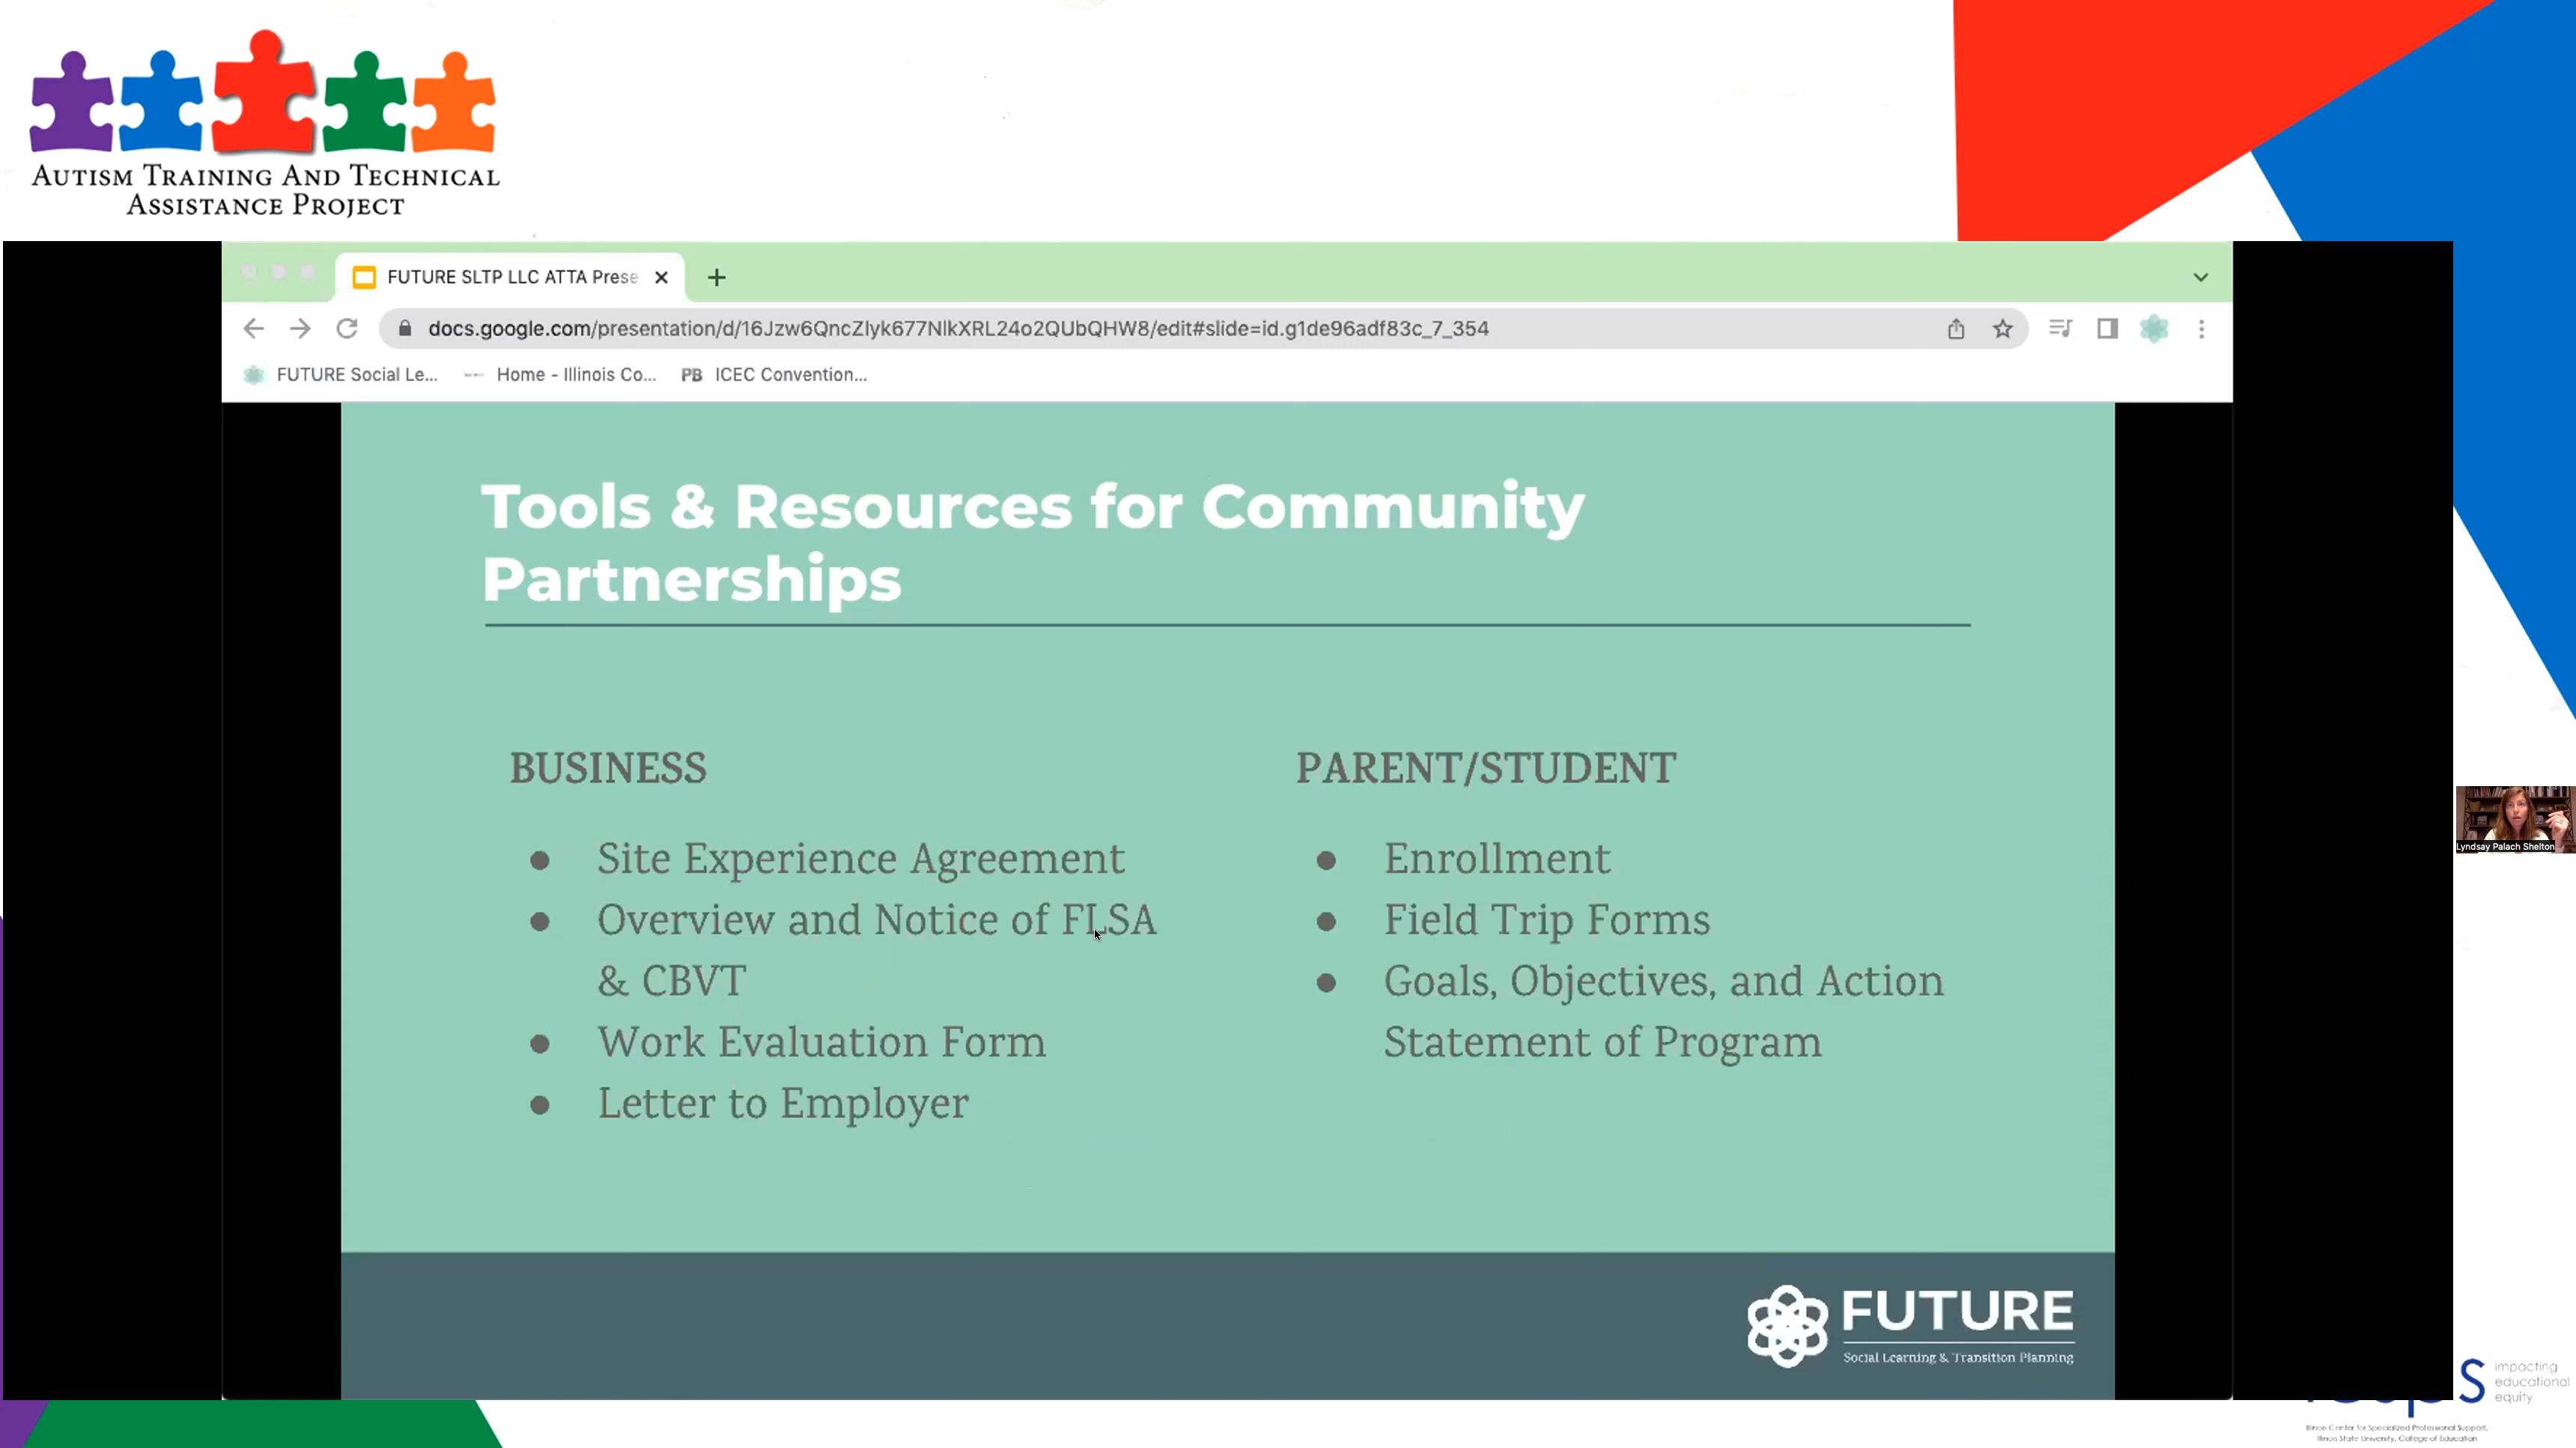 AUTISM TRAINING AND TECHNICAL
ASSISTANCE PROJECT
FUTURE SLTP LLC ATTA Prese
docs.google.com/presentation/d/16Jzw6QncZlyk677NlkXRL24o2QUbQHW8/edit#slide=id.g1de96adf83c_7_354
FUTURE Social Le...
Home - Illinois Co...
PB ICEC Convention...
Tools & Resources for Community
Partnerships
BUSINESS
● Site Experience Agreement
● Overview and Notice of FLSA
& CBVT
● Work Evaluation Form
● Letter to Employer
PARENT/STUDENT
● Enrollment
● Field Trip Forms
● Goals, Objectives, and Action
Statement of Program
Lyndsay Palach Shelton
FUTURE
Social Learning & Transition Planning
impacting
educational
equity
Illinois Center for Specialized Professional Support,
Illinois State University, College of Education